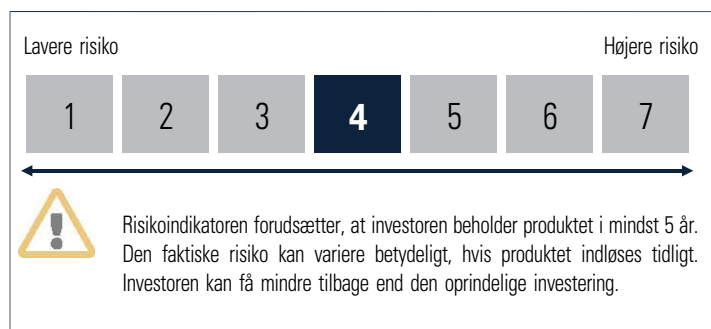 Lavere risiko Højere risiko
1 2 3 4 5 6 7
Risikoindikatoren forudsætter, at investoren beholder produktet i mindst 5 år.
Den faktiske risiko kan variere betydeligt, hvis produktet indløses tidligt.
Investoren kan få mindre tilbage end den oprindelige investering.